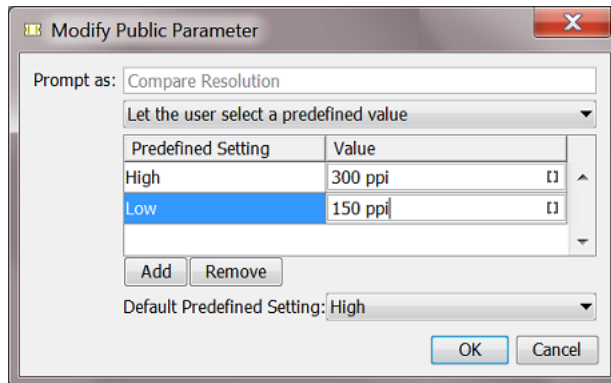 Modify Public Parameter
Prompt as: Compare Resolution
Let the user select a predefined value
Predefined Setting Value
High 300 ppi []
Low 150 ppi []
Add Remove
Default Predefined Setting: High
OK Cancel